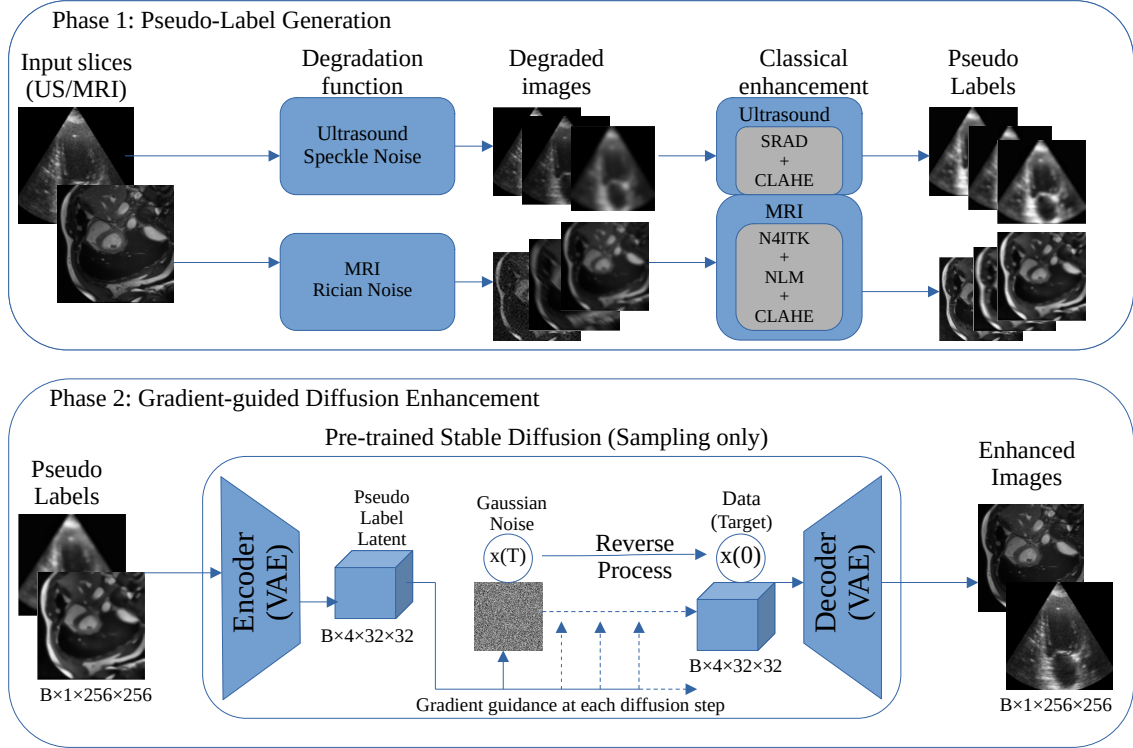 Phase 1: Pseudo-Label Generation
Input slices
(US/MRI)
Degradation
function
Degraded
images
Classical
enhancement
Pseudo
Labels
Ultrasound
Speckle Noise
Ultrasound
SRAD
+
CLAHE
MRI
Rician Noise
MRI
N4ITK
+
NLM
+
CLAHE
Phase 2: Gradient-guided Diffusion Enhancement
Pre-trained Stable Diffusion (Sampling only)
Pseudo
Labels
B×1×256×256
Encoder
(VAE)
Pseudo
Label
Latent
B×4×32×32
Gaussian
Noise
x(T)
Reverse
Process
Data
(Target)
x(0)
B×4×32×32
Gradient guidance at each diffusion step
Decoder
(VAE)
Enhanced
Images
B×1×256×256